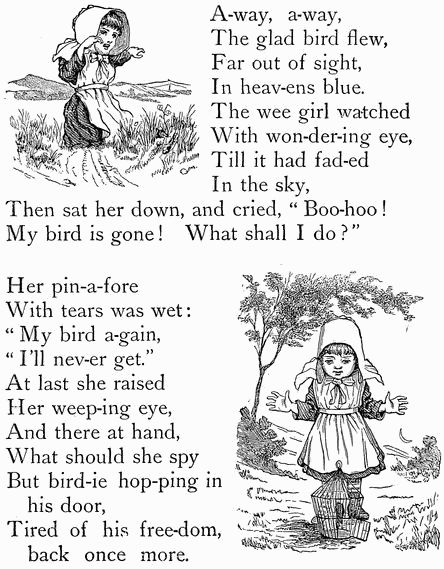 A-way, a-way,
The glad bird flew,
Far out of sight,
In heav-ens blue.
The wee girl watched
With won-der-ing eye,
Till it had fad-ed
In the sky,
Then sat her down, and cried, “ Boo-hoo !
My bird is gone ! What shall I do ?”
Her pin-a-fore
With tears was wet :
“ My bird a-gain,
“ I’ll nev-er get.”
At last she raised
Her weep-ing eye,
And there at hand,
What should she spy
But bird-ie hop-ping in
his door,
Tired of his free-dom,
back once more.